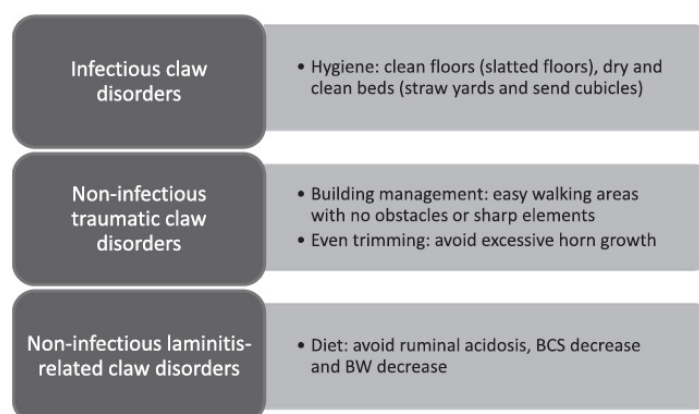 Infectious claw
disorders
• Hygiene: clean floors (slatted floors), dry and
clean beds (straw yards and send cubicles)
Non-infectious
traumatic claw
disorders
• Building management: easy walking areas
with no obstacles or sharp elements
• Even trimming: avoid excessive horn growth
Non-infectious laminitis-
related claw disorders
• Diet: avoid ruminal acidosis, BCS decrease
and BW decrease